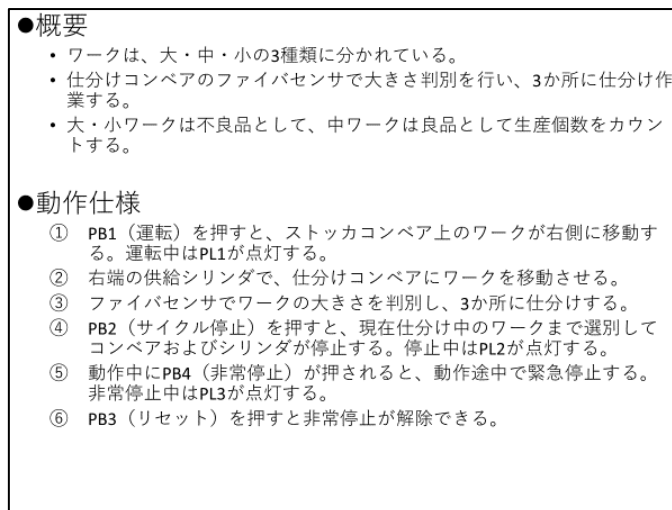 ●概要
• ワークは、大・中・小の3種類に分かれている。
• 仕分けコンベアのファイバセンサで大きさ判別を行い、3か所に仕分け作
業する。
• 大・小ワークは不良品として、中ワークは良品として生産個数をカウン
トする。
●動作仕様
① PB1（運転）を押すと、ストッカコンベア上のワークが右側に移動す
る。運転中はPL1が点灯する。
② 右端の供給シリンダで、仕分けコンベアにワークを移動させる。
③ ファイバセンサでワークの大きさを判別し、3か所に仕分けする。
④ PB2（サイクル停止）を押すと、現在仕分け中のワークまで選別して
コンベアおよびシリンダが停止する。停止中はPL2が点灯する。
⑤ 動作中にPB4（非常停止）が押されると、動作途中で緊急停止する。
非常停止中はPL3が点灯する。
⑥ PB3（リセット）を押すと非常停止が解除できる。